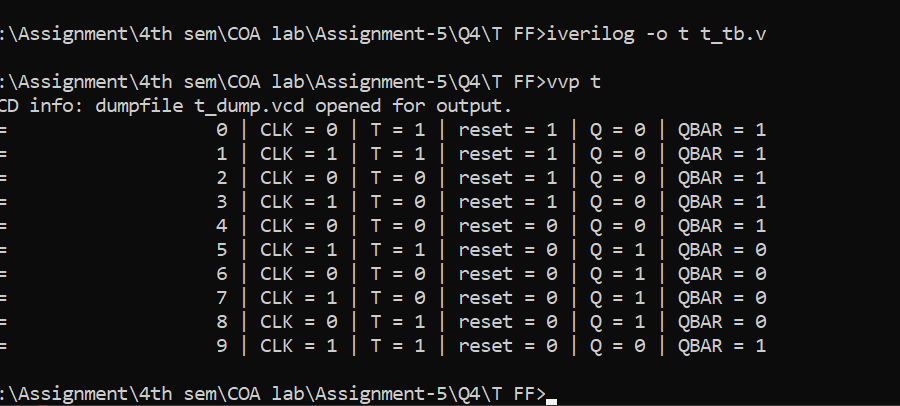 :\Assignment\4th sem\COA lab\Assignment-5\Q4\T FF>iverilog -o t t_tb.v
:\Assignment\4th sem\COA lab\Assignment-5\Q4\T FF>vvp t
CD info: dumpfile t_dump.vcd opened for output.
=                   0 | CLK = 0 | T = 1 | reset = 1 | Q = 0 | QBAR = 1
=                   1 | CLK = 1 | T = 1 | reset = 1 | Q = 0 | QBAR = 1
=                   2 | CLK = 0 | T = 0 | reset = 1 | Q = 0 | QBAR = 1
=                   3 | CLK = 1 | T = 0 | reset = 1 | Q = 0 | QBAR = 1
=                   4 | CLK = 0 | T = 0 | reset = 0 | Q = 0 | QBAR = 1
=                   5 | CLK = 1 | T = 1 | reset = 0 | Q = 1 | QBAR = 0
=                   6 | CLK = 0 | T = 0 | reset = 0 | Q = 1 | QBAR = 0
=                   7 | CLK = 1 | T = 0 | reset = 0 | Q = 1 | QBAR = 0
=                   8 | CLK = 0 | T = 1 | reset = 0 | Q = 1 | QBAR = 0
=                   9 | CLK = 1 | T = 1 | reset = 0 | Q = 0 | QBAR = 1
:\Assignment\4th sem\COA lab\Assignment-5\Q4\T FF>